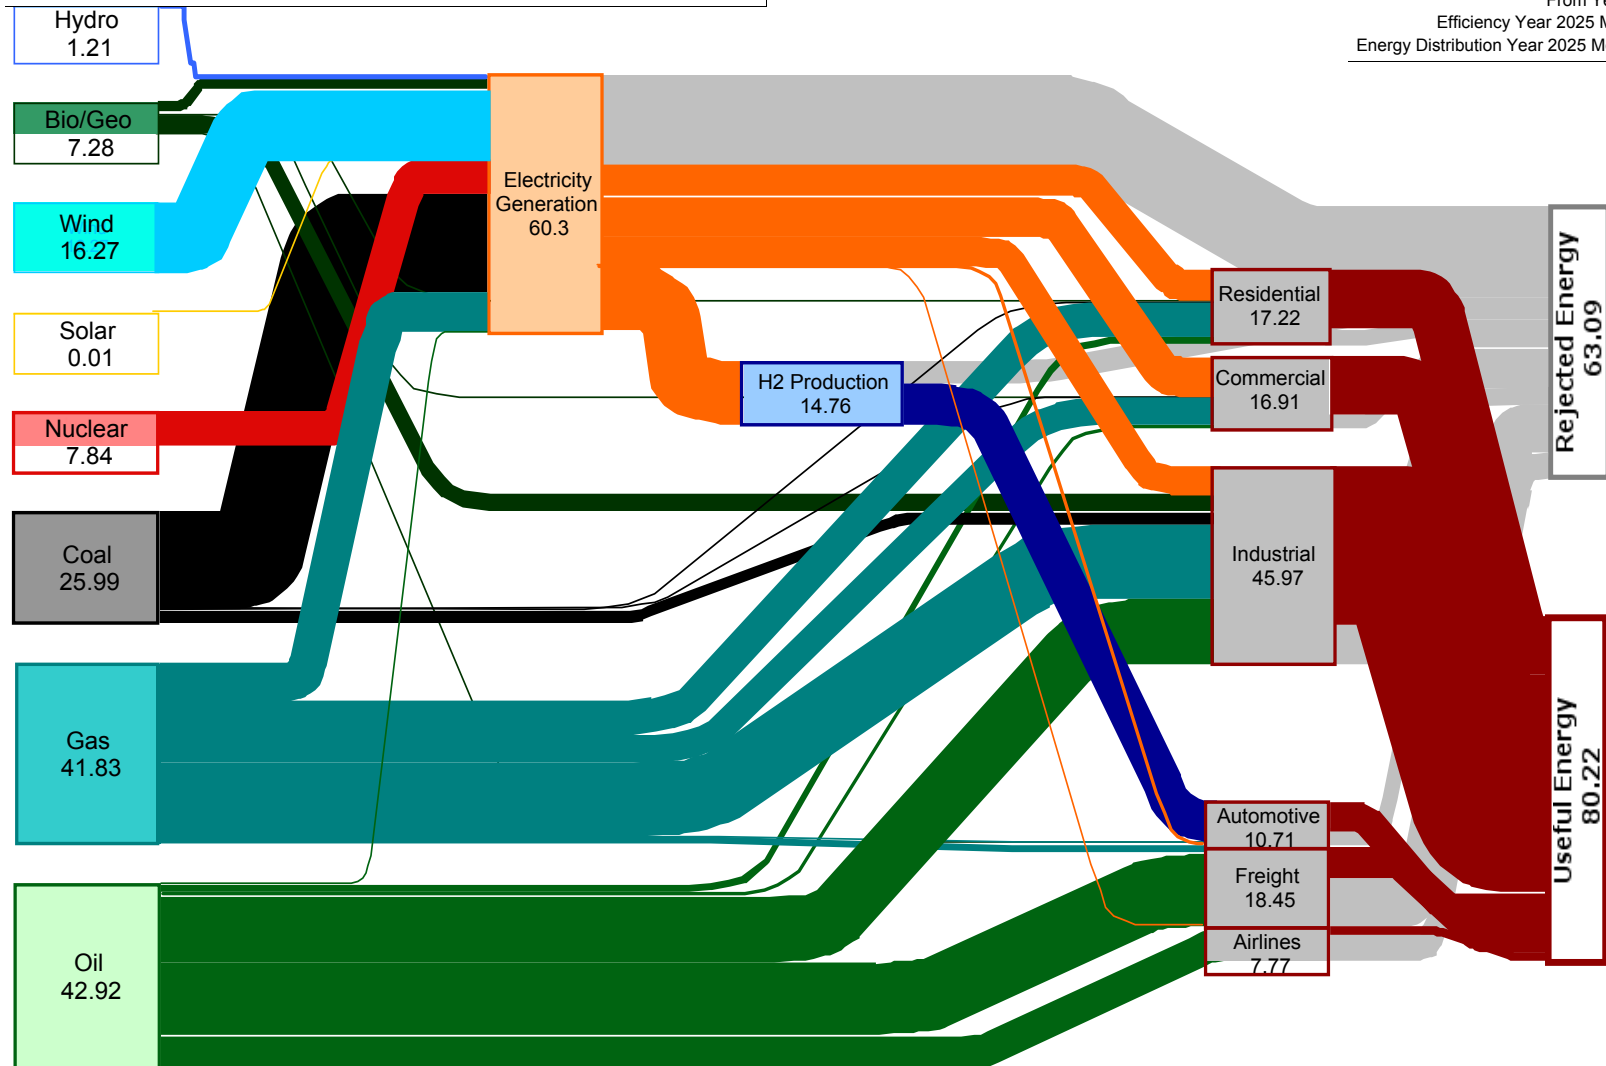 From Ye
Efficiency Year 2025 M
Energy Distribution Year 2025 M
Hydro
1.21
Bio/Geo
7.28
Wind
16.27
Solar
0.01
Nuclear
7.84
Coal
25.99
Gas
41.83
Oil
42.92
Electricity
Generation
60.3
H2 Production
14.76
Residential
17.22
Commercial
16.91
Industrial
45.97
Automotive
10.71
Freight
18.45
Airlines
7.77
Rejected Energy
63.09
Useful Energy
80.22